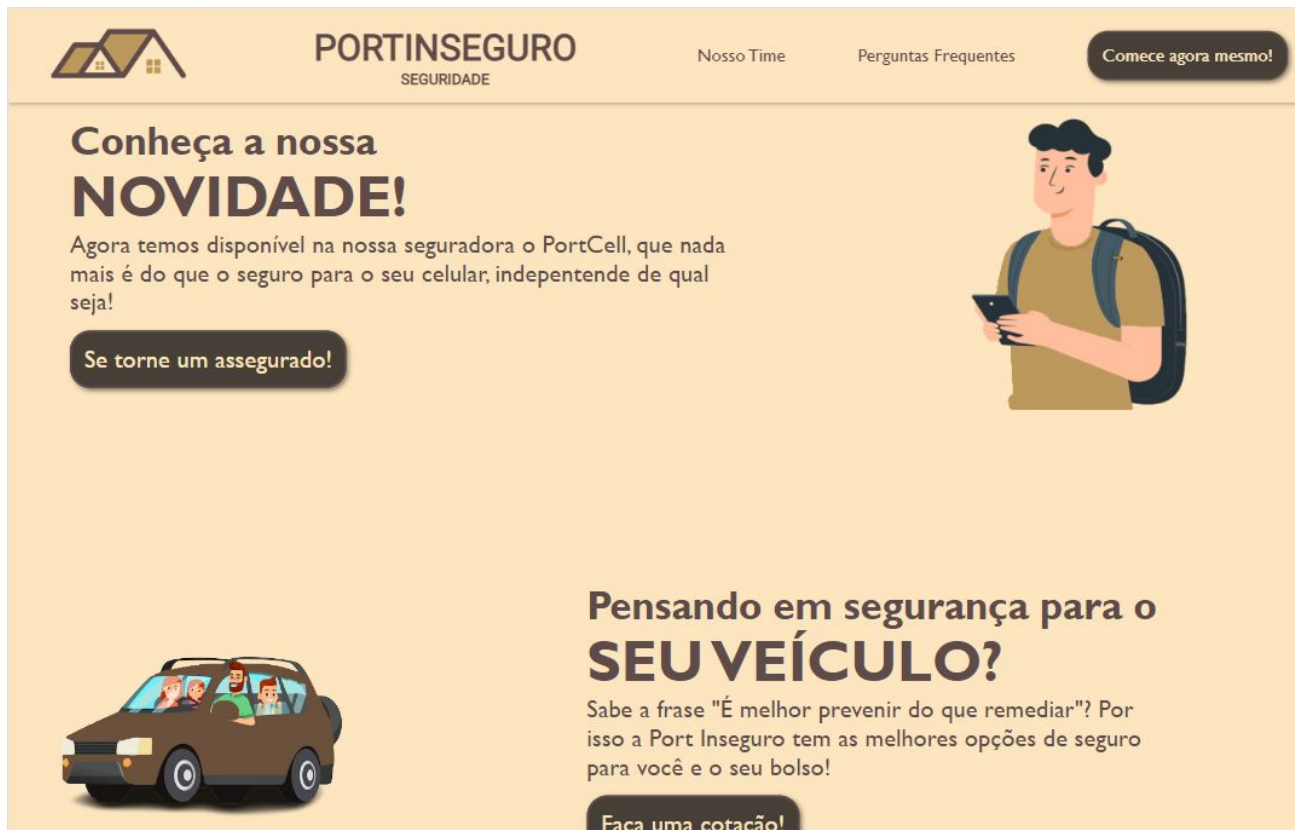 PORTINSEGURO
SEGURIDADE
Nosso Time
Perguntas Frequentes
Comece agora mesmo!
Conheça a nossa
NOVIDADE!
Agora temos disponível na nossa seguradora o PortCell, que nada
mais é do que o seguro para o seu celular, independente de qual
seja!
Se torne um assegurado!
Pensando em segurança para o
SEU VEÍCULO?
Sabe a frase "É melhor prevenir do que remediar"? Por
isso a Port Inseguro tem as melhores opções de seguro
para você e o seu bolso!
Faça uma cotação!